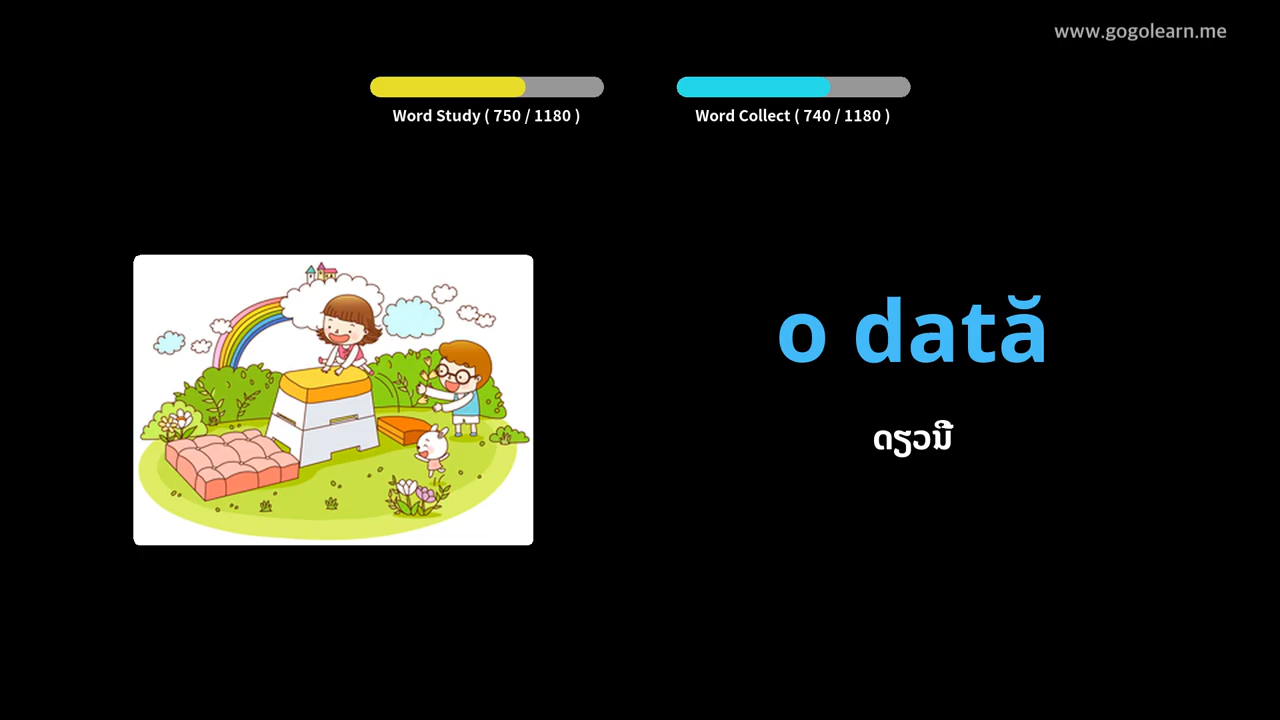 www.gogolearn.me
Word Study ( 750 / 1180 )
Word Collect ( 740 / 1180 )
o dată
ດຽວນີ້